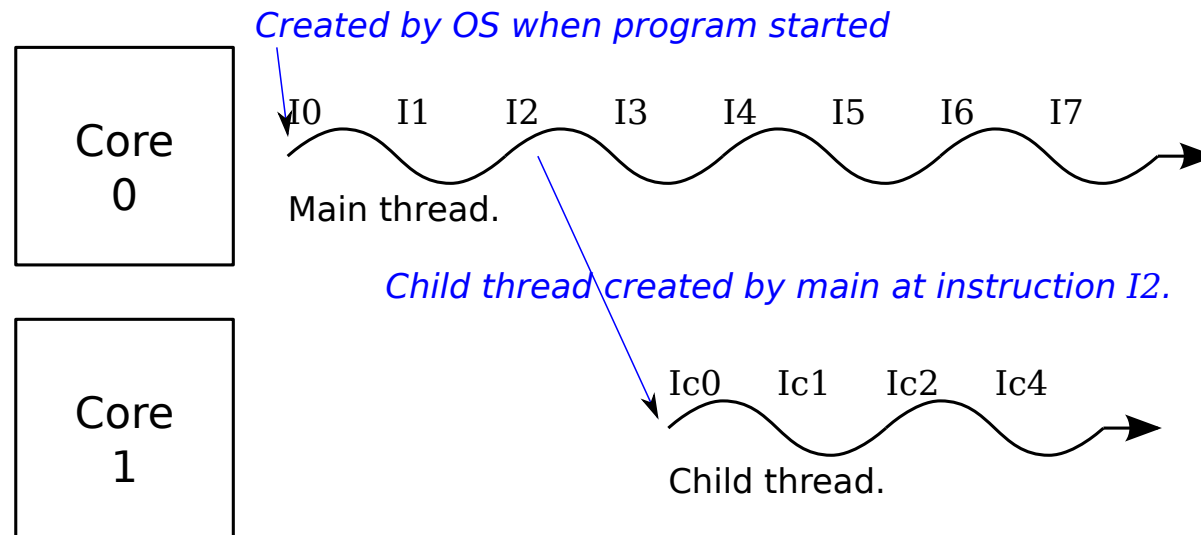 Created by OS when program started
Core
0
I0 I1 I2 I3 I4 I5 I6 I7
Main thread.
Child thread created by main at instruction I2.
Core
1
Ic0 Ic1 Ic2 Ic4
Child thread.